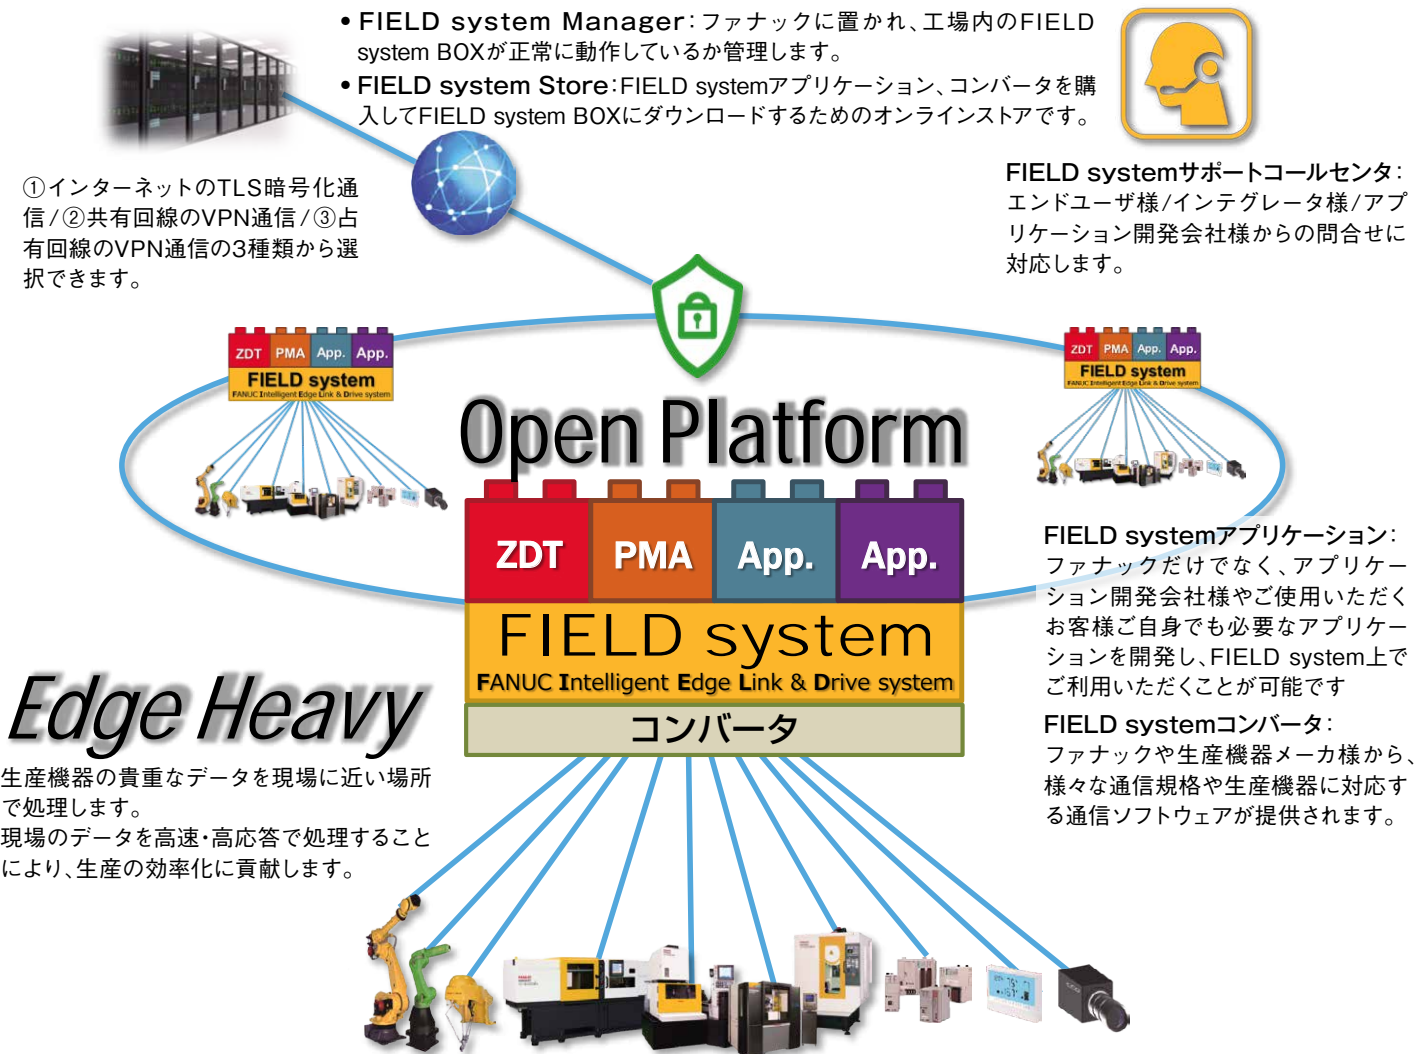 • FIELD system Manager：ファナックに置かれ、工場内のFIELD
system BOXが正常に動作しているか管理します。
• FIELD system Store：FIELD systemアプリケーション、コンバータを購
入してFIELD system BOXにダウンロードするためのオンラインストアです。
①インターネットのTLS暗号化通
信/②共有回線のVPN通信/③占
有回線のVPN通信の3種類から選
択できます。
FIELD systemサポートコールセンタ：
エンドユーザ様/インテグレータ様/アプ
リケーション開発会社様からの問合せに
対応します。
ZDT PMA App. App.
FIELD system
FANUC Intelligent Edge Link & Drive system
ZDT PMA App. App.
FIELD system
FANUC Intelligent Edge Link & Drive system
Open Platform
ZDT PMA App. App.
FIELD system
FANUC Intelligent Edge Link & Drive system
コンバータ
FIELD systemアプリケーション：
ファナックだけでなく、アプリケー
ション開発会社様やご使用いただく
お客様ご自身でも必要なアプリケー
ションを開発し、FIELD system上で
ご利用いただくことが可能です
FIELD systemコンバータ：
ファナックや生産機器メーカ様から、
様々な通信規格や生産機器に対応す
る通信ソフトウェアが提供されます。
Edge Heavy
生産機器の貴重なデータを現場に近い場所
で処理します。
現場のデータを高速・高応答で処理すること
により、生産の効率化に貢献します。